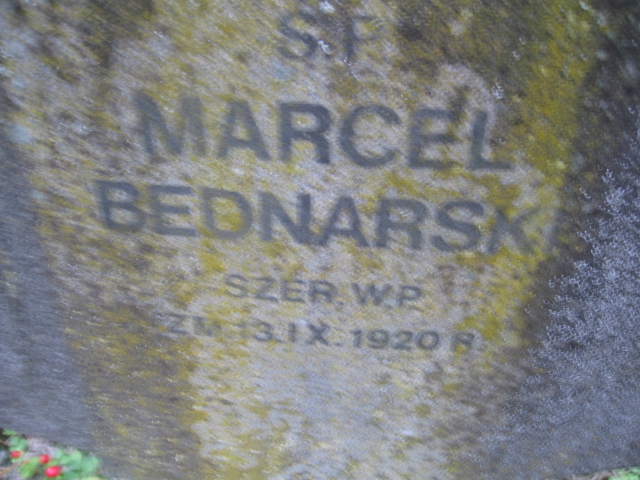 Ś.P
MARCEL
BEDNARSKI
SZER. W.P.
ZM. 13. IX. 1920 R.